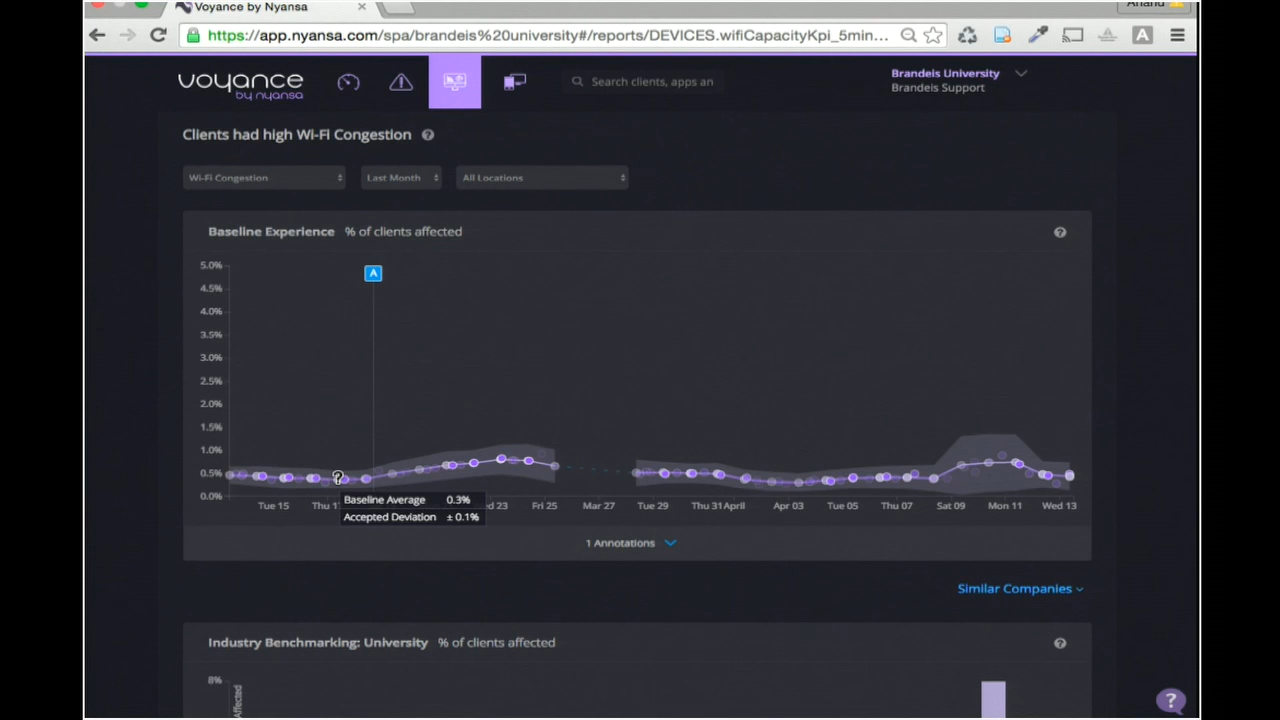 Voyance by Nyansa
Anand
https://app.nyansa.com/spa/brandeis%20university#/reports/DEVICES.wifiCapacityKpi_5min...
A
voyance
by nyansa
Search clients, apps an
Brandeis University
Brandeis Support
Clients had high Wi-Fi Congestion ?
Wi-Fi Congestion
Last Month
All Locations
Baseline Experience % of clients affected ?
5.0%
A
4.5%
4.0%
3.5%
3.0%
2.5%
2.0%
1.5%
1.0%
0.5%
0.0%
Baseline Average 0.3%
Accepted Deviation ± 0.1%
Tue 15 Thu 1 d 23 Fri 25 Mar 27 Tue 29 Thu 31 April Apr 03 Tue 05 Thu 07 Sat 09 Mon 11 Wed 13
1 Annotations
Similar Companies
Industry Benchmarking: University % of clients affected ?
8%
Affected
?